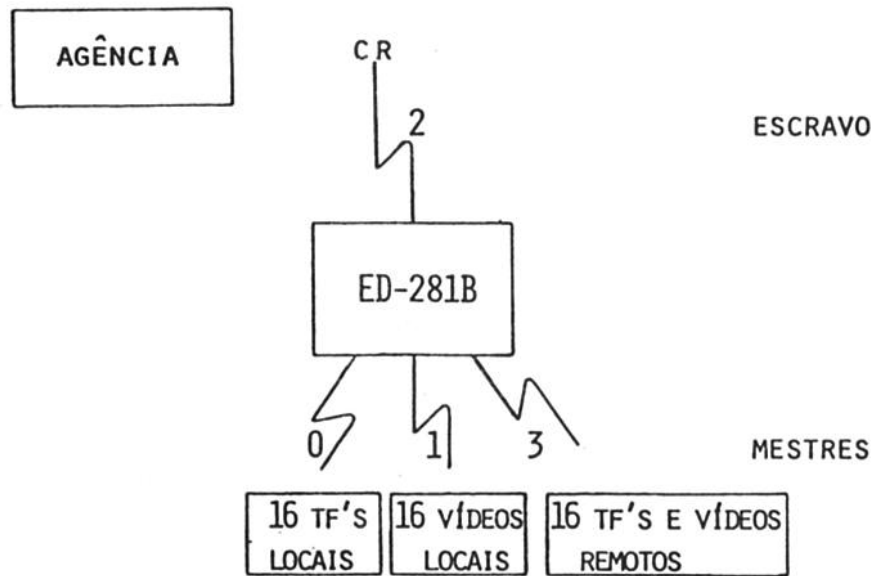 AGÊNCIA
CR
2
ESCRAVO
ED-281B
0
1
3
MESTRES
16 TF'S
LOCAIS
16 VÍDEOS
LOCAIS
16 TF'S E VÍDEOS
REMOTOS